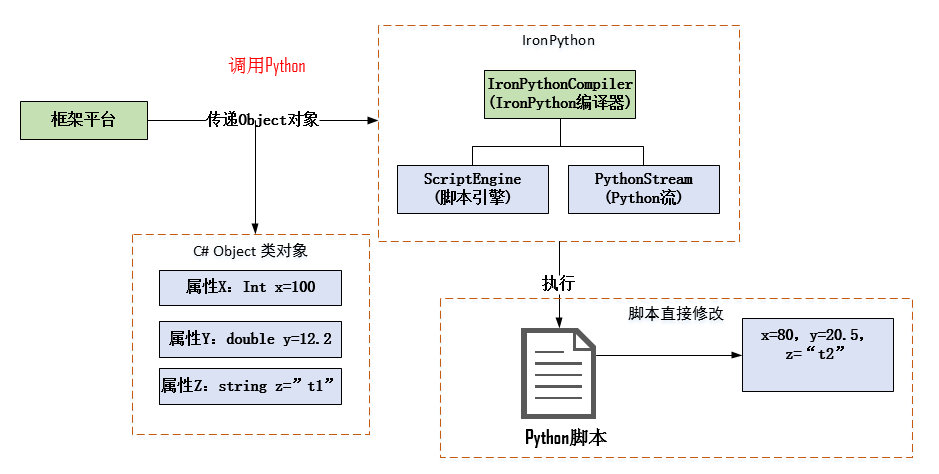 IronPython
调用Python
IronPythonCompiler
(IronPython编译器)
框架平台
传递Object对象
ScriptEngine
(脚本引擎)
PythonStream
(Python流)
C# Object 类对象
属性X: Int x=100
属性Y: double y=12.2
属性Z: string z=”t1”
执行
脚本直接修改
x=80, y=20.5,
z=“t2”
Python脚本